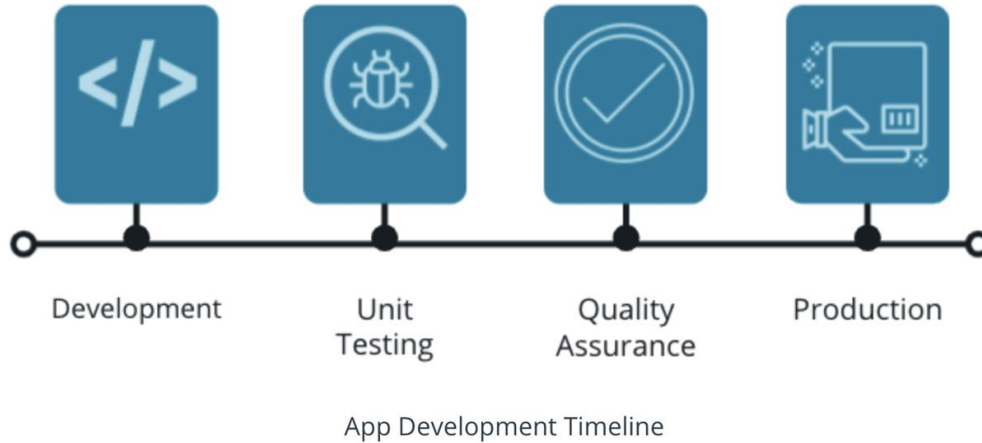 </>
Development
Unit
Testing
Quality
Assurance
Production
App Development Timeline